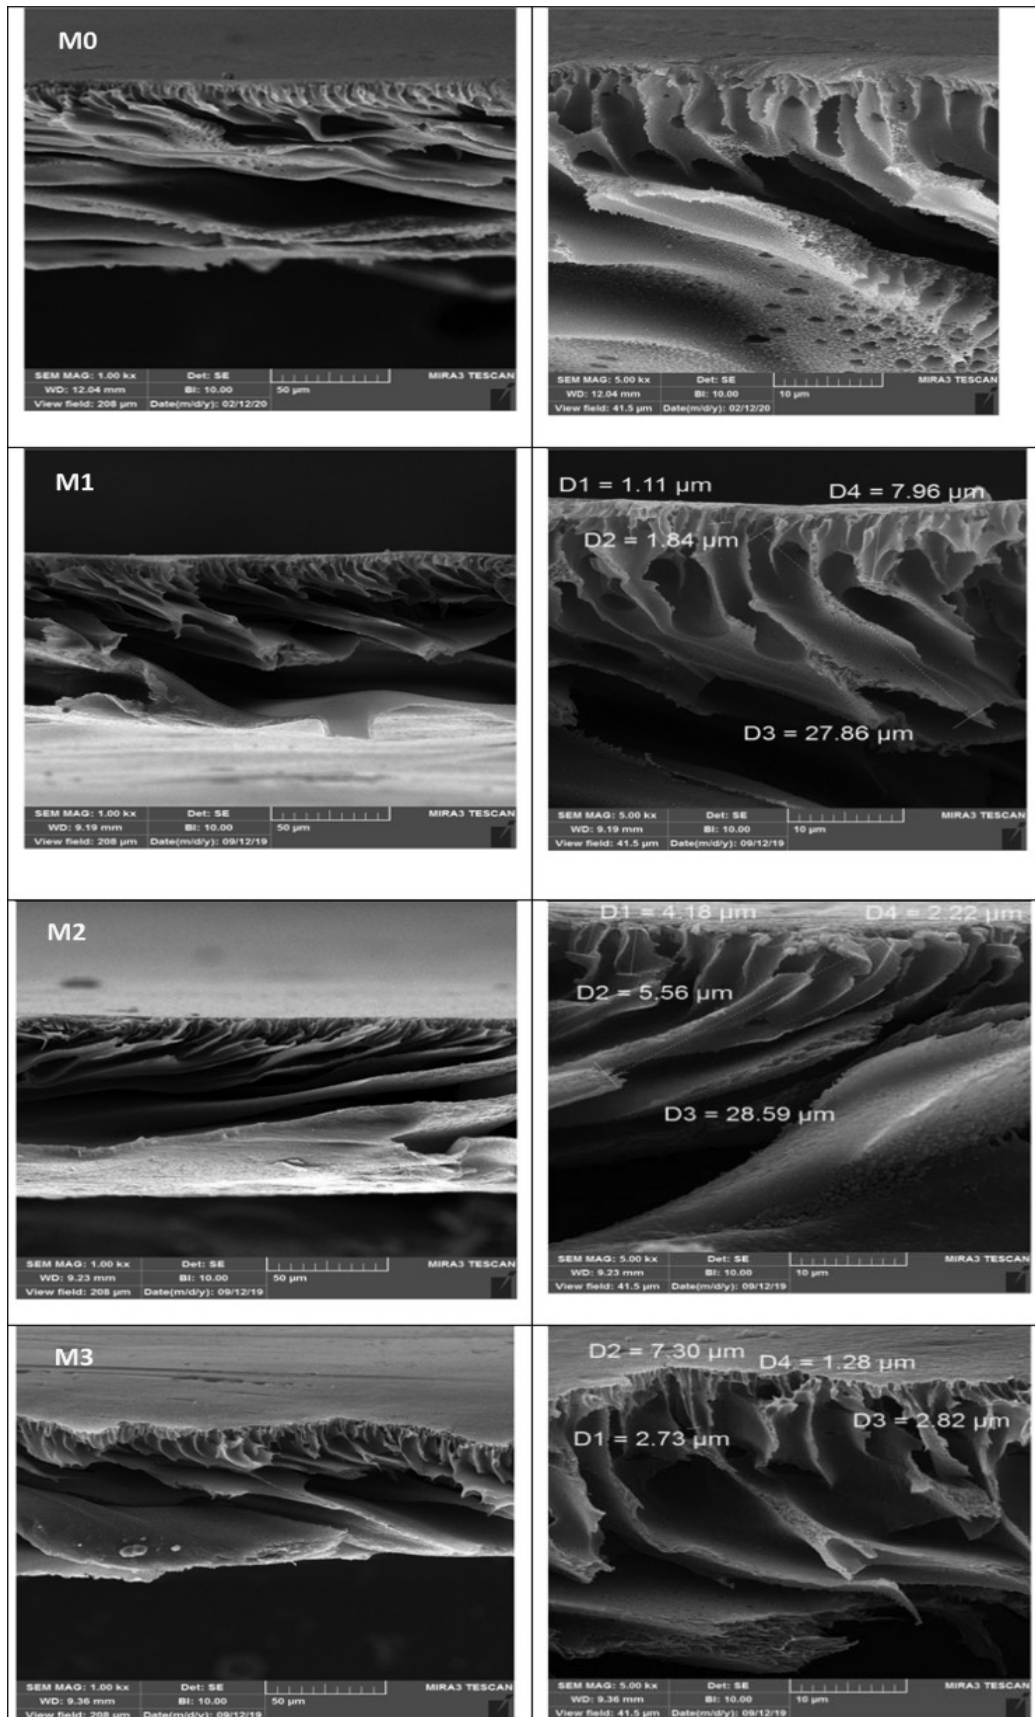 M0
SEM MAG: 1.00 kx Det: SE MIRA3 TESCAN
WD: 12.04 mm BI: 10.00 50 µm
View field: 208 µm Date(m/d/y): 02/12/20
SEM MAG: 5.00 kx Det: SE MIRA3 TESCAN
WD: 12.04 mm BI: 10.00 10 µm
View field: 41.5 µm Date(m/d/y): 02/12/20
M1
SEM MAG: 1.00 kx Det: SE MIRA3 TESCAN
WD: 9.19 mm BI: 10.00 50 µm
View field: 208 µm Date(m/d/y): 09/12/19
D1 = 1.11 µm D4 = 7.96 µm
D2 = 1.84 µm
D3 = 27.86 µm
SEM MAG: 5.00 kx Det: SE MIRA3 TESCAN
WD: 9.19 mm BI: 10.00 10 µm
View field: 41.5 µm Date(m/d/y): 09/12/19
M2
SEM MAG: 1.00 kx Det: SE MIRA3 TESCAN
WD: 9.23 mm BI: 10.00 50 µm
View field: 208 µm Date(m/d/y): 09/12/19
D1 = 4.18 µm D4 = 2.22 µm
D2 = 5.56 µm
D3 = 28.59 µm
SEM MAG: 5.00 kx Det: SE MIRA3 TESCAN
WD: 9.23 mm BI: 10.00 10 µm
View field: 41.5 µm Date(m/d/y): 09/12/19
M3
SEM MAG: 1.00 kx Det: SE MIRA3 TESCAN
WD: 9.36 mm BI: 10.00 50 µm
View field: 208 µm Date(m/d/y): 09/12/19
D2 = 7.30 µm
D4 = 1.28 µm
D3 = 2.82 µm
D1 = 2.73 µm
SEM MAG: 5.00 kx Det: SE MIRA3 TESCAN
WD: 9.36 mm BI: 10.00 10 µm
View field: 41.5 µm Date(m/d/y): 09/12/19